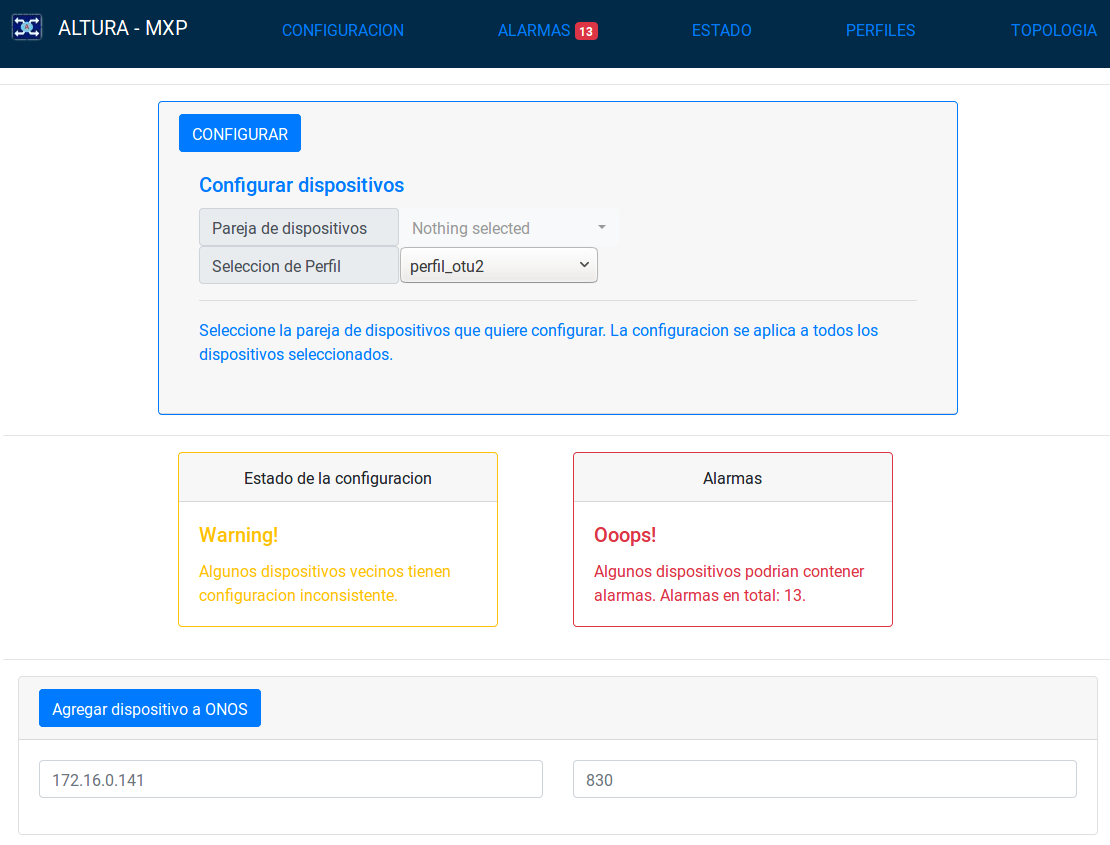 ALTURA - MXP
CONFIGURACION
ALARMAS 13
ESTADO
PERFILES
TOPOLOGIA
CONFIGURAR
Configurar dispositivos
Pareja de dispositivos
Nothing selected
Seleccion de Perfil
perfil_otu2
Seleccione la pareja de dispositivos que quiere configurar. La configuracion se aplica a todos los
dispositivos seleccionados.
Estado de la configuracion
Warning!
Algunos dispositivos vecinos tienen
configuracion inconsistente.
Alarmas
Ooops!
Algunos dispositivos podrian contener
alarmas. Alarmas en total: 13.
Agregar dispositivo a ONOS
172.16.0.141
830